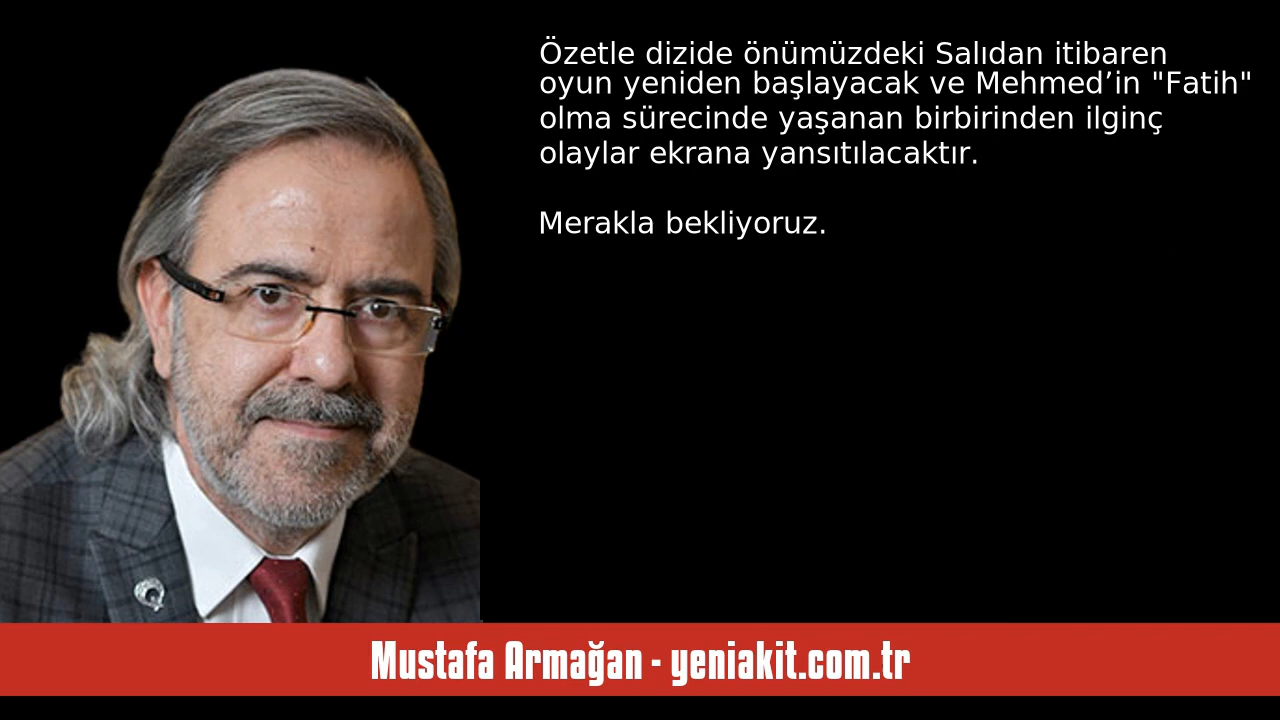 Özetle dizide önümüzdeki Salıdan itibaren
oyun yeniden başlayacak ve Mehmed’in "Fatih"
olma sürecinde yaşanan birbirinden ilginç
olaylar ekrana yansıtılacaktır.
Merakla bekliyoruz.
Mustafa Armağan - yeniakit.com.tr